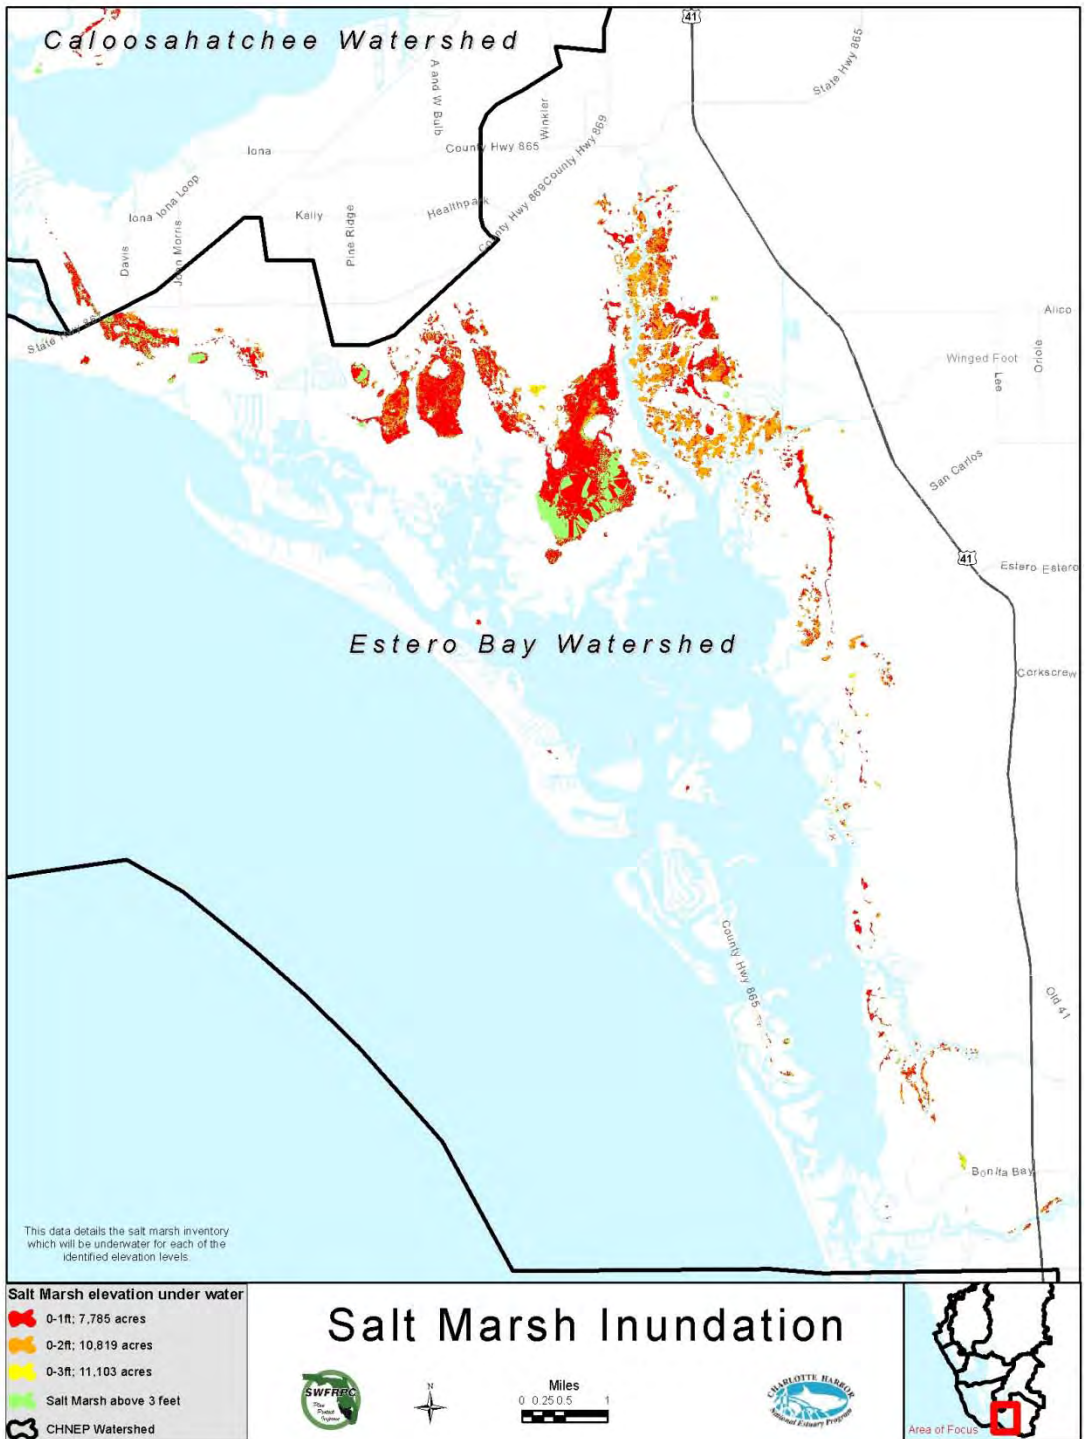 41
Caloosahatchee Watershed
State Hwy 865
A and W Bulb
Winkler
County Hwy 869
Iona
County Hwy 865
Iona Loop
Iona
Kelly
Healthpark
County Hwy 869
Davis
John Morris
Pine Ridge
Alico
State Hwy 86
Winged Foot
Oriole
Lee
San Carlos
41
Estero Estero
Estero Bay Watershed
Corkscrew
County Hwy 865
Old 41
Bonita Bay
This data details the salt marsh inventory
which will be underwater for each of the
identified elevation levels.
Salt Marsh elevation under water
0-1ft; 7,785 acres
0-2ft; 10,819 acres
0-3ft; 11,103 acres
Salt Marsh above 3 feet
CHNEP Watershed
Salt Marsh Inundation
SWFRPC
N
Miles
0 0.25 0.5 1
CHARLOTTE HARBOR
National Estuary Program
Area of Focus